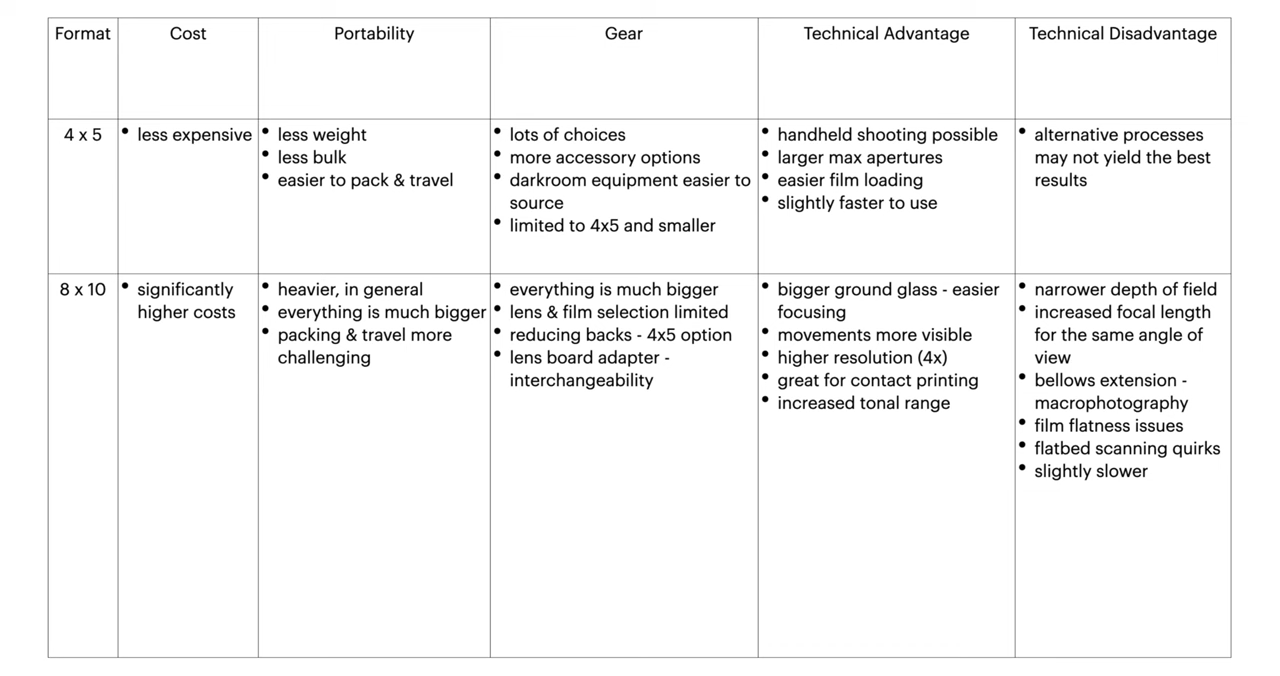 Format
Cost
Portability
Gear
Technical Advantage
Technical Disadvantage
4 x 5
• less expensive
• less weight
• less bulk
• easier to pack & travel
• lots of choices
• more accessory options
• darkroom equipment easier to
source
• limited to 4x5 and smaller
• handheld shooting possible
• larger max apertures
• easier film loading
• slightly faster to use
• alternative processes
may not yield the best
results
8 x 10
• significantly
higher costs
• heavier, in general
• everything is much bigger
• packing & travel more
challenging
• everything is much bigger
• lens & film selection limited
• reducing backs - 4x5 option
• lens board adapter -
interchangeability
• bigger ground glass - easier
focusing
• movements more visible
• higher resolution (4x)
• great for contact printing
• increased tonal range
• narrower depth of field
• increased focal length
for the same angle of
view
• bellows extension -
macrophotography
• film flatness issues
• flatbed scanning quirks
• slightly slower